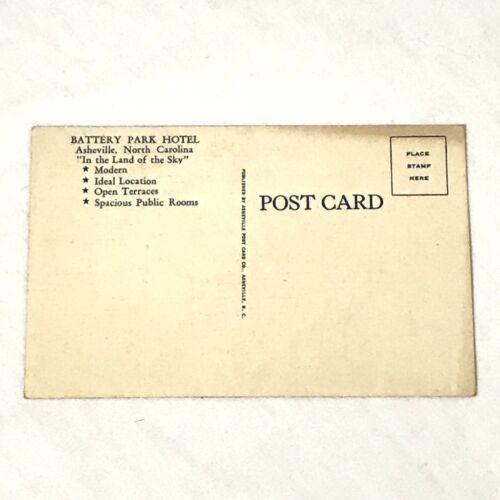 BATTERY PARK HOTEL
Asheville, North Carolina
"In the Land of the Sky"
★ Modern
★ Ideal Location
★ Open Terraces
★ Spacious Public Rooms
PUBLISHED BY ASHEVILLE POST CARD CO., ASHEVILLE, N. C.
POST CARD
PLACE
STAMP
HERE